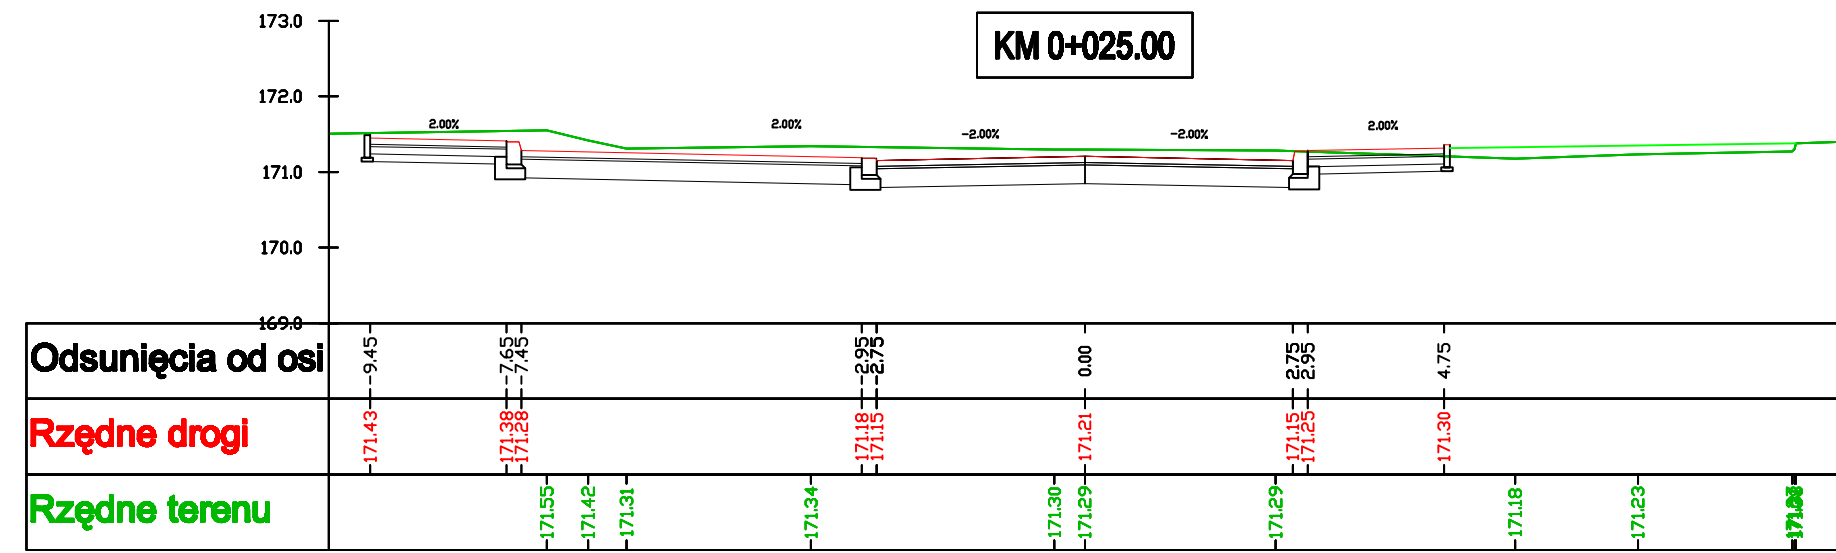 173.0
KM 0+025.00
172.0
2.00% 2.00% -2.00% -2.00% 2.00%
171.0
170.0
169.0
Odsunięcia od osi -9.45 -7.65 -7.45 -2.95 -2.75 0.00 2.75 2.95 4.75
Rzędne drogi 171.43 171.38 171.28 171.18 171.15 171.21 171.15 171.25 171.30
Rzędne terenu 171.55 171.42 171.31 171.34 171.30 171.29 171.29 171.18 171.23